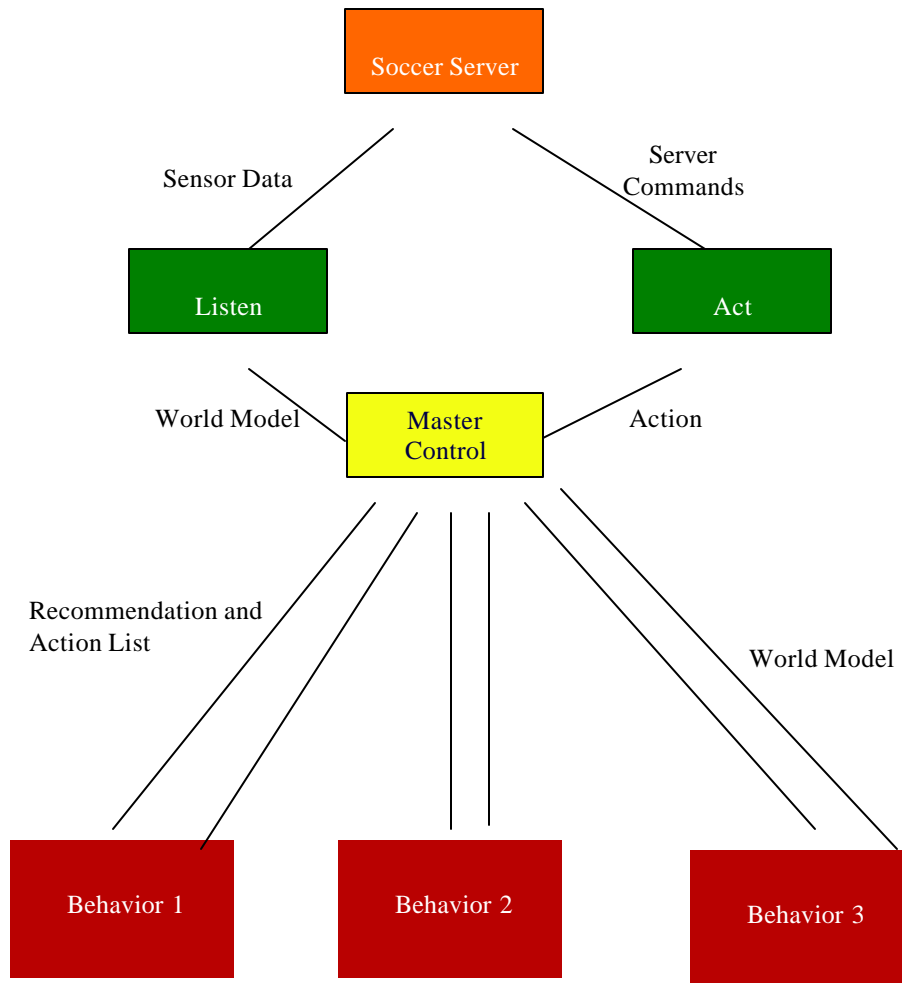 Soccer Server
Server
Commands
Sensor Data
Listen
Act
World Model
Master
Control
Action
Recommendation and
Action List
World Model
Behavior 1
Behavior 2
Behavior 3